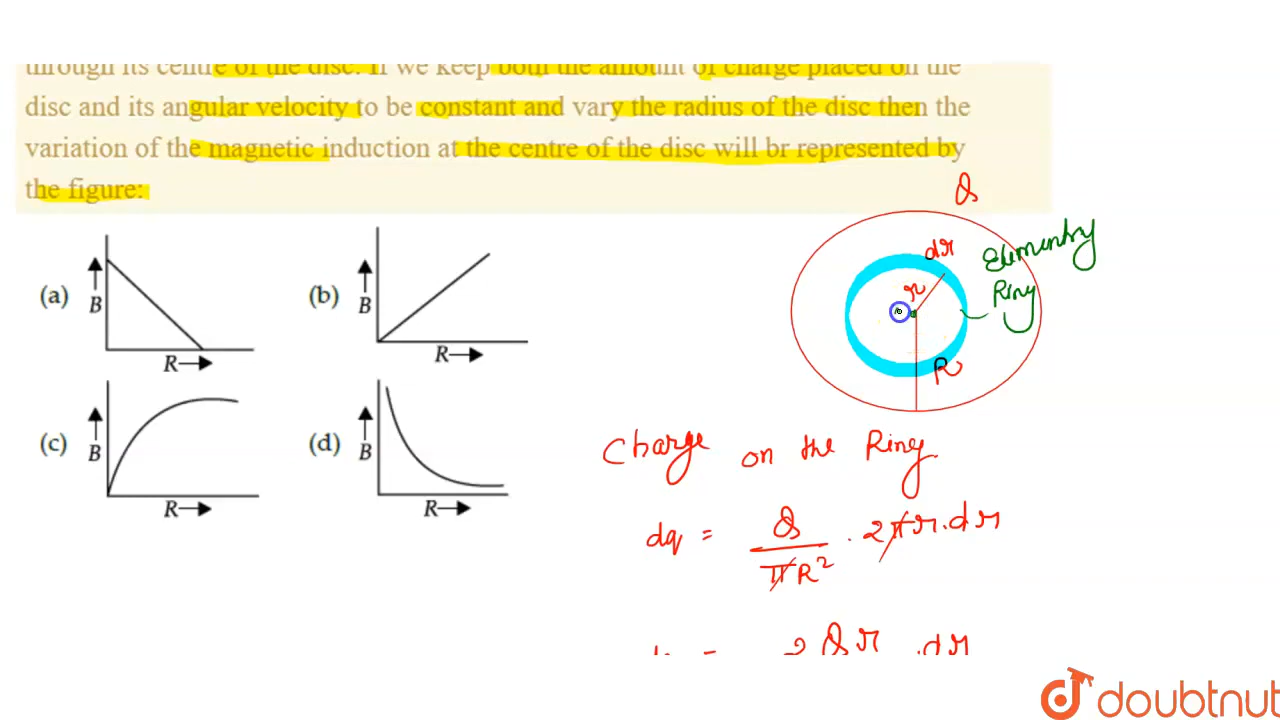 through its centre of the disc. If we keep both the amount of charge placed on the
disc and its angular velocity to be constant and vary the radius of the disc then the
variation of the magnetic induction at the centre of the disc will br represented by
the figure:
Q
dr
Elementry
Ring
r
R
(a) B R
(b) B R
(c) B R
(d) B R
Charge on the Ring
dq = Q/πR² · 2πr·dr
2Qr ·dr
doubtnut